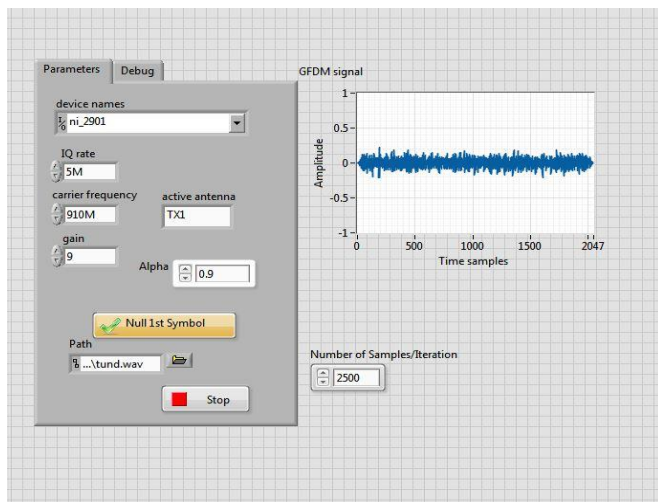 Parameters
Debug
device names
ni_2901
IQ rate
5M
carrier frequency
910M
active antenna
TX1
gain
9
Alpha
0.9
Null 1st Symbol
Path
...\tund.wav
Stop
GFDM signal
Amplitude
1
0.5
0
-0.5
-1
0
500
1000
1500
2047
Time samples
Number of Samples/Iteration
2500